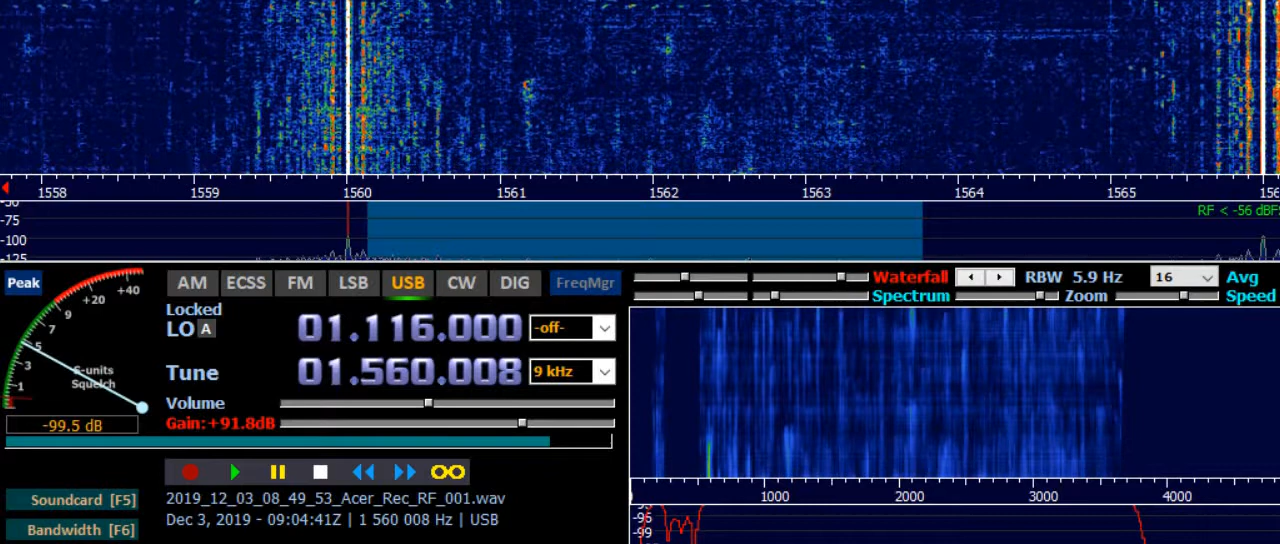 1558 1559 1560 1561 1562 1563 1564 1565 156
-50 RF < -56 dBFS
-75
-100
-125
Peak +20 +40 AM ECSS FM LSB USB CW DIG FreqMgr Waterfall RBW 5.9 Hz 16 Avg
Spectrum Zoom Speed
9
7
5
3
1
S-units
Squelch
-99.5 dB
Locked
LO A 01.116.000 -off-
Tune 01.560.008 9 kHz
Volume
Gain:+91.8dB
2019_12_03_08_49_53_Acer_Rec_RF_001.wav
Dec 3, 2019 - 09:04:41Z | 1 560 008 Hz | USB
Soundcard [F5]
Bandwidth [F6]
1000 2000 3000 4000
-95
-99